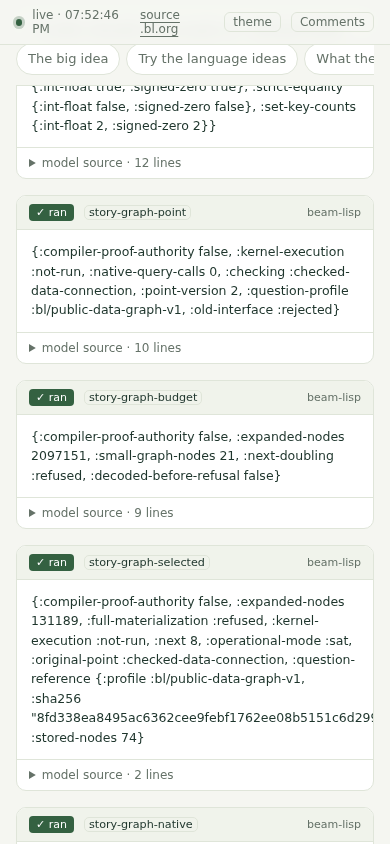 live · 07:52:46 PM
source .bl.org
theme
Comments
The big idea
Try the language ideas
What the
{:int-float true, :signed-zero true}, :strict-equality
{:int-float false, :signed-zero false}, :set-key-counts
{:int-float 2, :signed-zero 2}}
▶ model source · 12 lines
✓ ran story-graph-point beam-lisp
{:compiler-proof-authority false, :kernel-execution
:not-run, :native-query-calls 0, :checking :checked-
data-connection, :point-version 2, :question-profile
:bl/public-data-graph-v1, :old-interface :rejected}
▶ model source · 10 lines
✓ ran story-graph-budget beam-lisp
{:compiler-proof-authority false, :expanded-nodes
2097151, :small-graph-nodes 21, :next-doubling
:refused, :decoded-before-refusal false}
▶ model source · 9 lines
✓ ran story-graph-selected beam-lisp
{:compiler-proof-authority false, :expanded-nodes
131189, :full-materialization :refused, :kernel-
execution :not-run, :next 8, :operational-mode :sat,
:original-point :checked-data-connection, :question-
reference {:profile :bl/public-data-graph-v1,
:sha256
"8fd338ea8495ac6362cee9febf1762ee08b5151c6d299
:stored-nodes 74}
▶ model source · 2 lines
✓ ran story-graph-native beam-lisp